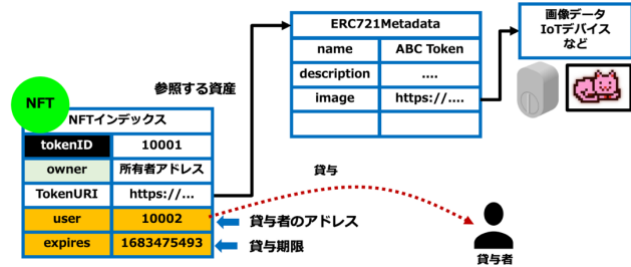 ERC721Metadata
name ABC Token
description ....
image https://....
画像データ
IoTデバイス
など
参照する資産
NFT
NFTインデックス
tokenID 10001
owner 所有者アドレス
TokenURI https://...
user 10002
expires 1683475493
貸与
貸与者のアドレス
貸与期限
貸与者